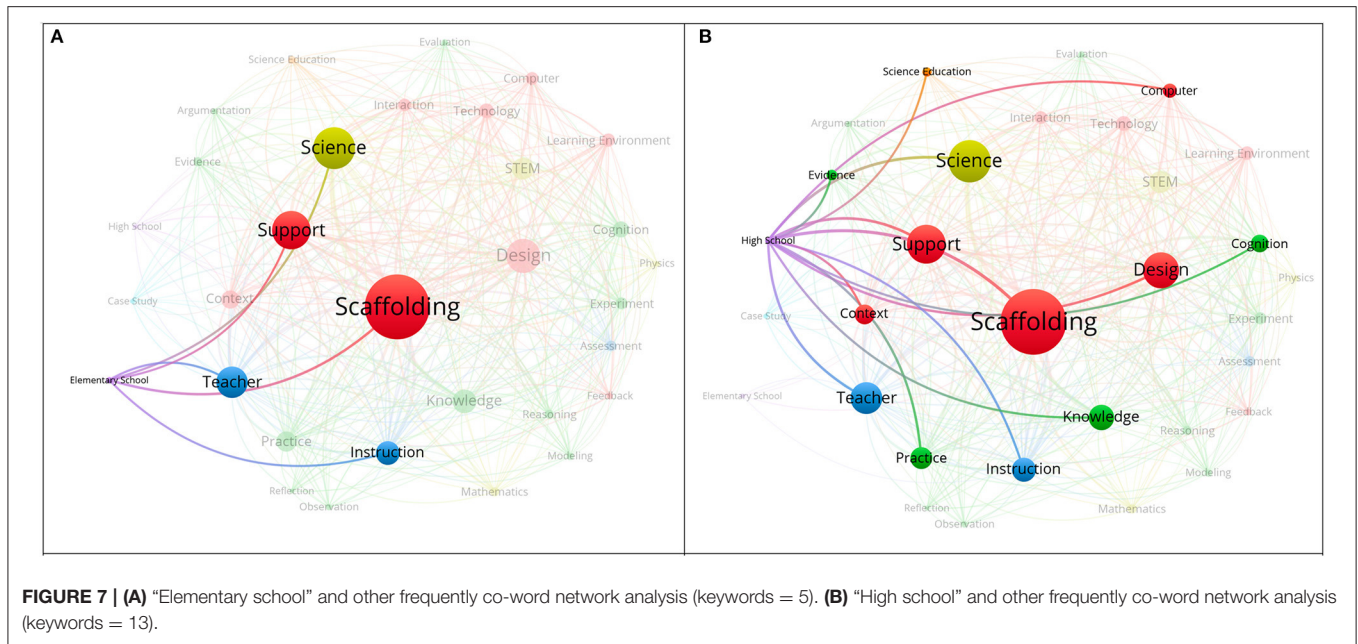 A
Evaluation
Science Education
Computer
Interaction
Technology
Argumentation
Learning Environment
Science
Evidence
STEM
High School
Support
Cognition
Design
Physics
Context
Case Study
Scaffolding
Experiment
Assessment
Elementary School
Teacher
Feedback
Knowledge
Reasoning
Practice
Instruction
Modeling
Reflection
Mathematics
Observation
B
Evaluation
Science Education
Computer
Interaction
Technology
Argumentation
Learning Environment
Science
Evidence
STEM
High School
Support
Cognition
Design
Physics
Context
Case Study
Scaffolding
Experiment
Assessment
Elementary School
Teacher
Feedback
Knowledge
Reasoning
Practice
Instruction
Modeling
Reflection
Mathematics
Observation
FIGURE 7 | (A) “Elementary school” and other frequently co-word network analysis (keywords = 5). (B) “High school” and other frequently co-word network analysis
(keywords = 13).